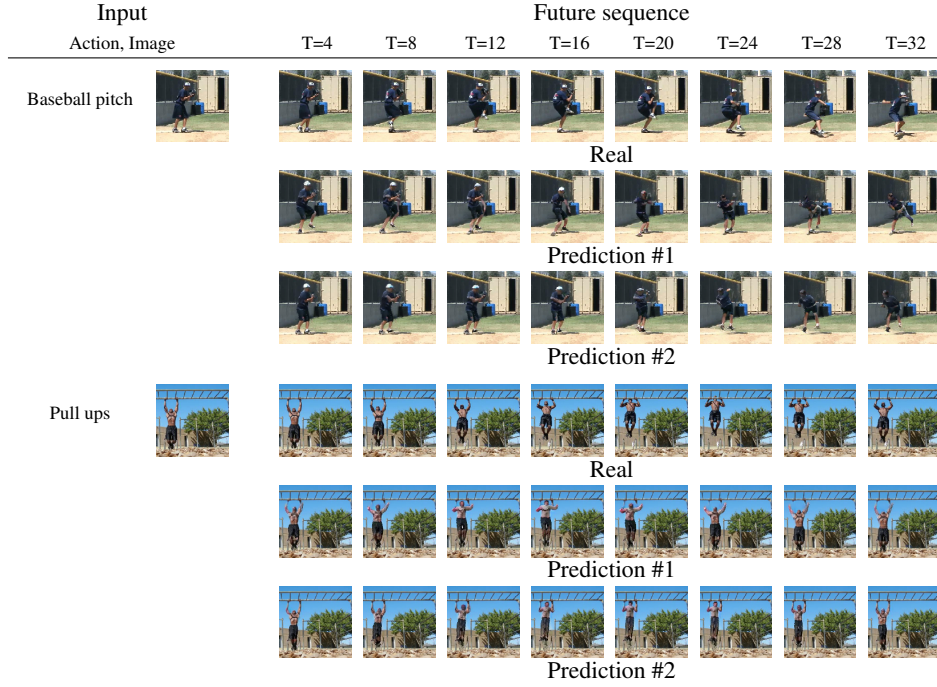 Input Future sequence
Action, Image T=4 T=8 T=12 T=16 T=20 T=24 T=28 T=32
Baseball pitch
Real
Prediction #1
Prediction #2
Pull ups
Real
Prediction #1
Prediction #2